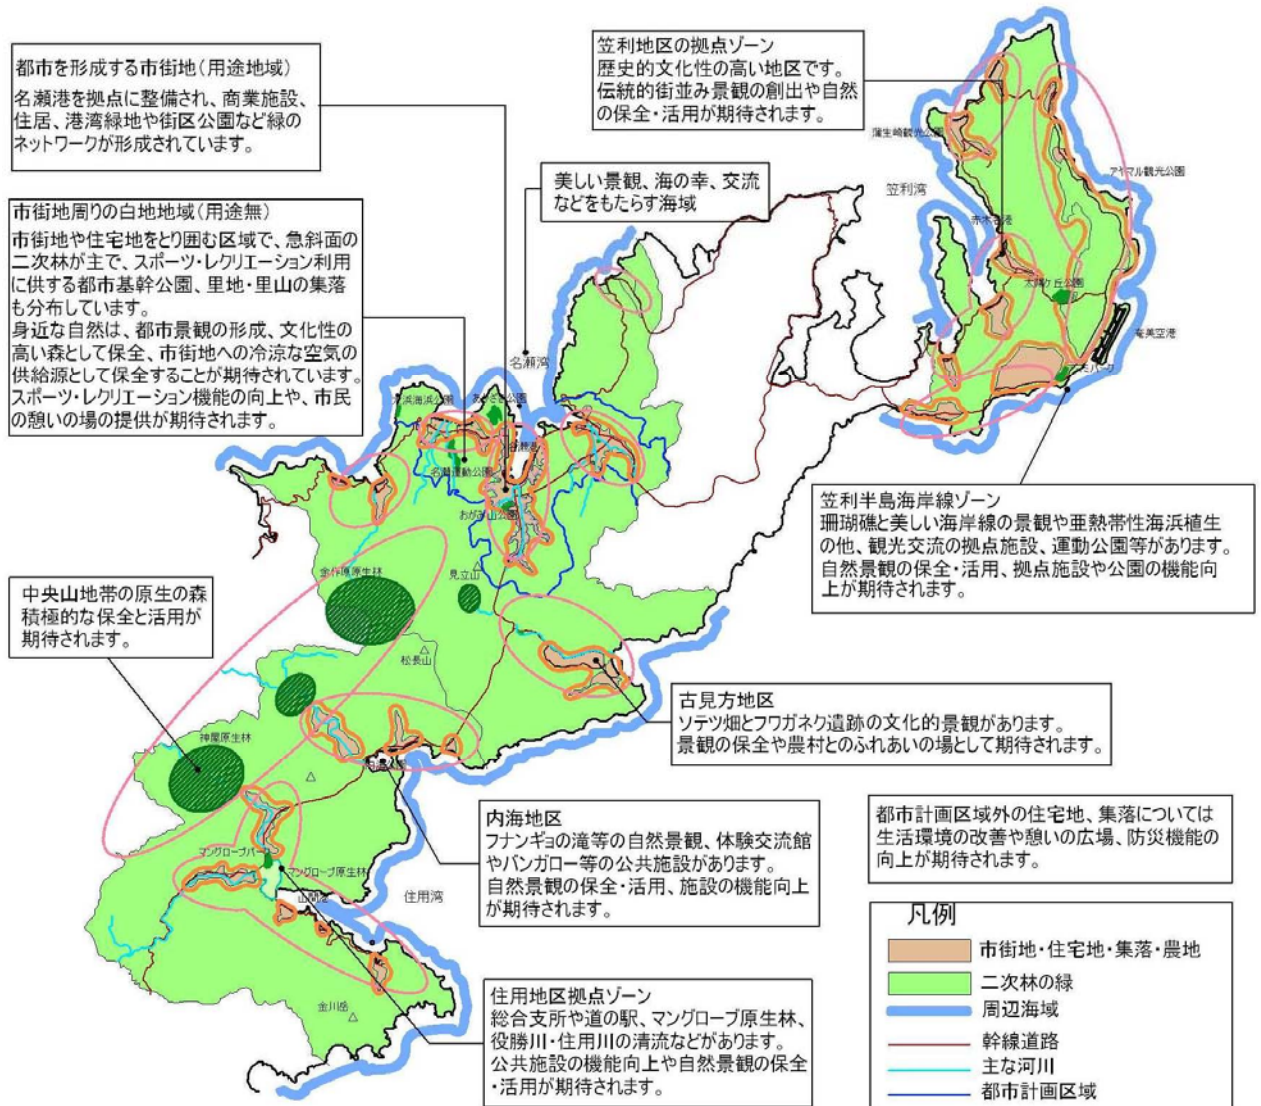 都市を形成する市街地(用途地域)
名瀬港を拠点に整備され、商業施設、
住居、港湾緑地や街区公園など緑の
ネットワークが形成されています。
笠利地区の拠点ゾーン
歴史的文化性の高い地区です。
伝統的街並み景観の創出や自然
の保全・活用が期待されます。
美しい景観、海の幸、交流
などをもたらす海域
市街地周りの白地地域(用途無)
市街地や住宅地をとり囲む区域で、急斜面の
二次林が主で、スポーツ・レクリエーション利用
に供する都市基幹公園、里地・里山の集落
も分布しています。
身近な自然は、都市景観の形成、文化性の
高い森として保全、市街地への冷涼な空気の
供給源として保全することが期待されています。
スポーツ・レクリエーション機能の向上や、市民
の憩いの場の提供が期待されます。
蒲生崎観光公園
笠利湾
アヤマル観光公園
赤木名港
太陽ケ丘公園
奄美空港
名瀬湾
名瀬港
名瀬運動公園
おがみ山公園
笠利半島海岸線ゾーン
珊瑚礁と美しい海岸線の景観や亜熱帯性海浜植生
の他、観光交流の拠点施設、運動公園等があります。
自然景観の保全・活用、拠点施設や公園の機能向
上が期待されます。
中央山地帯の原生の森
積極的な保全と活用が
期待されます。
金作原原生林
見立山
松長山
古見方地区
ソテツ畑とフワガネク遺跡の文化的景観があります。
景観の保全や農村とのふれあいの場として期待されます。
神屋原生林
内海地区
フナンギョの滝等の自然景観、体験交流館
やバンガロー等の公共施設があります。
自然景観の保全・活用、施設の機能向上
が期待されます。
都市計画区域外の住宅地、集落については
生活環境の改善や憩いの広場、防災機能の
向上が期待されます。
マングローブパーク
マングローブ原生林
山間港
住用湾
金川岳
住用地区拠点ゾーン
総合支所や道の駅、マングローブ原生林、
役勝川・住用川の清流などがあります。
公共施設の機能向上や自然景観の保全
・活用が期待されます。
凡例
市街地・住宅地・集落・農地
二次林の緑
周辺海域
幹線道路
主な河川
都市計画区域